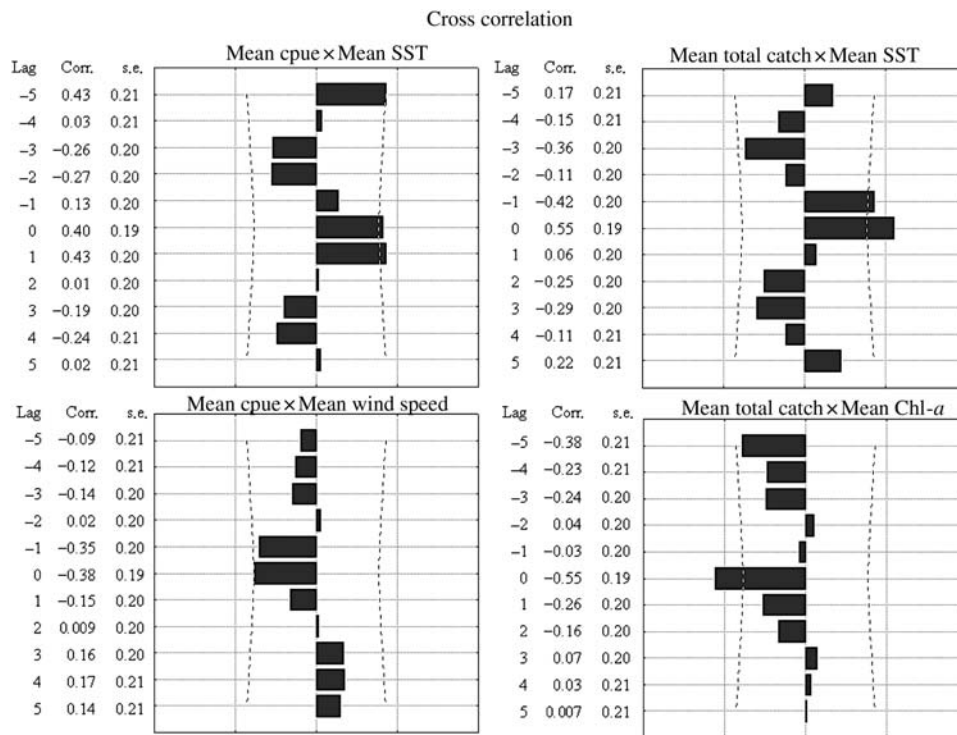 Cross correlation
Mean cpue×Mean SST
Lag Corr. s.e.
−5 0.43 0.21
−4 0.03 0.21
−3 −0.26 0.20
−2 −0.27 0.20
−1 0.13 0.20
0 0.40 0.19
1 0.43 0.20
2 0.01 0.20
3 −0.19 0.20
4 −0.24 0.21
5 0.02 0.21
Mean total catch×Mean SST
Lag Corr. s.e.
−5 0.17 0.21
−4 −0.15 0.21
−3 −0.36 0.20
−2 −0.11 0.20
−1 −0.42 0.20
0 0.55 0.19
1 0.06 0.20
2 −0.25 0.20
3 −0.29 0.20
4 −0.11 0.21
5 0.22 0.21
Mean cpue×Mean wind speed
Lag Corr. s.e.
−5 −0.09 0.21
−4 −0.12 0.21
−3 −0.14 0.20
−2 0.02 0.20
−1 −0.35 0.20
0 −0.38 0.19
1 −0.15 0.20
2 0.009 0.20
3 0.16 0.20
4 0.17 0.21
5 0.14 0.21
Mean total catch×Mean Chl-a
Lag Corr. s.e.
−5 −0.38 0.21
−4 −0.23 0.21
−3 −0.24 0.20
−2 0.04 0.20
−1 −0.03 0.20
0 −0.55 0.19
1 −0.26 0.20
2 −0.16 0.20
3 0.07 0.20
4 0.03 0.21
5 0.007 0.21